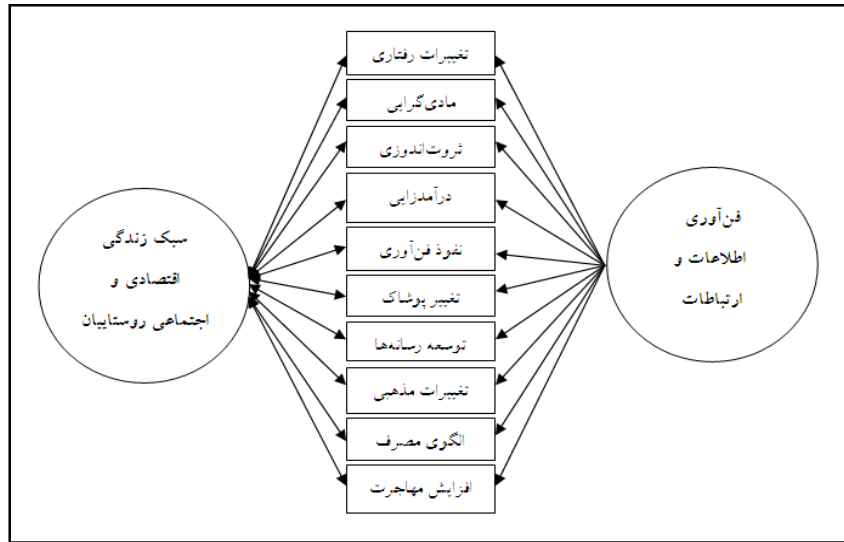 فن‌آوری
اطلاعات و
ارتباطات
تغییرات رفتاری
مادی‌گرایی
ثروت‌اندوزی
درآمدزایی
نفوذ فن‌آوری
تغییر پوشاک
توسعه رسانه‌ها
تغییرات مذهبی
الگوی مصرف
افزایش مهاجرت
سبک زندگی
اقتصادی و
اجتماعی روستاییان